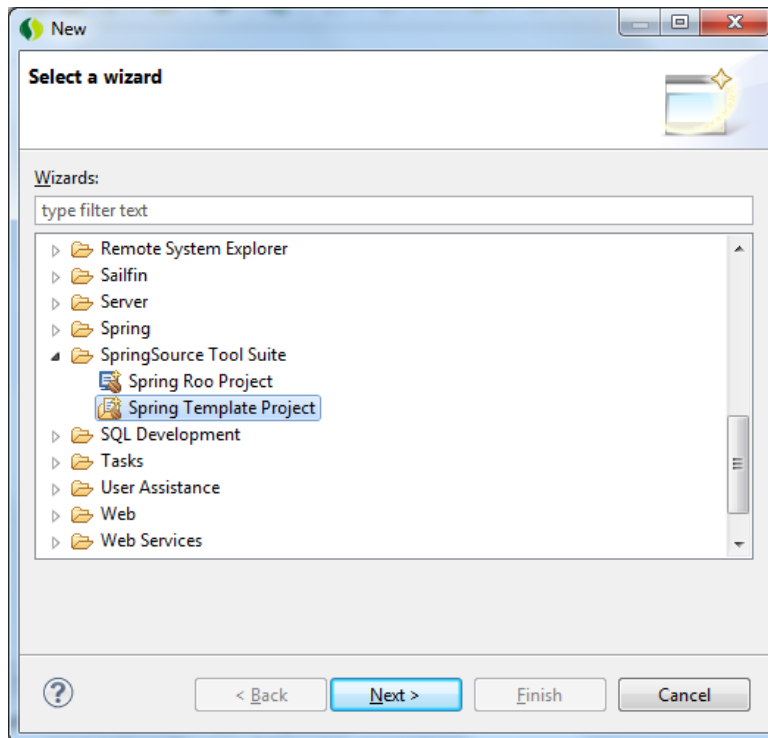 New
Select a wizard
Wizards:
type filter text
Remote System Explorer
Sailfin
Server
Spring
SpringSource Tool Suite
Spring Roo Project
Spring Template Project
SQL Development
Tasks
User Assistance
Web
Web Services
? < Back Next > Finish Cancel